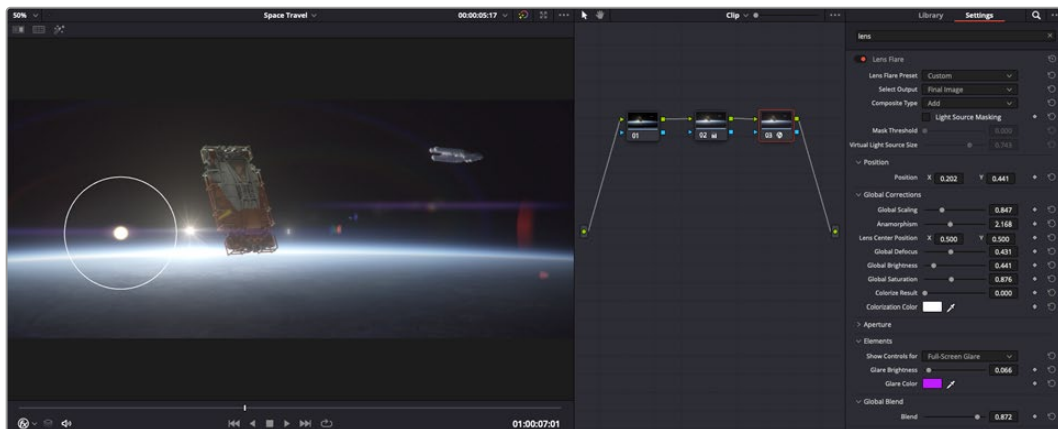 50% Space Travel 00:00:05:17 Clip Library Settings
lens
Lens Flare
Lens Flare Preset Custom
Select Output Final Image
Composite Type Add
Light Source Masking
Mask Threshold 0.000
Virtual Light Source Size 0.743
Position
Position X 0.202 Y 0.441
Global Corrections
Global Scaling 0.847
Anamorphism 2.168
Lens Center Position X 0.500 Y 0.500
Global Defocus 0.431
Global Brightness 0.441
Global Saturation 0.876
Colorize Result 0.000
Colorization Color
Aperture
Elements
Show Controls for Full-Screen Glare
Glare Brightness 0.066
Glare Color
Global Blend
Blend 0.872
01 02 03
01:00:07:01